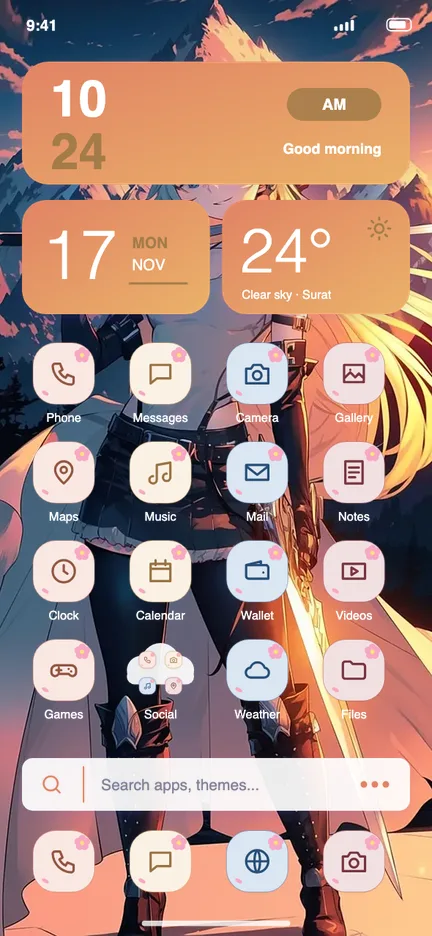 9:41
10
24
AM
Good morning
17
MON
NOV
24°
Clear sky · Surat
Phone
Messages
Camera
Gallery
Maps
Music
Mail
Notes
Clock
Calendar
Wallet
Videos
Games
Social
Weather
Files
Search apps, themes...